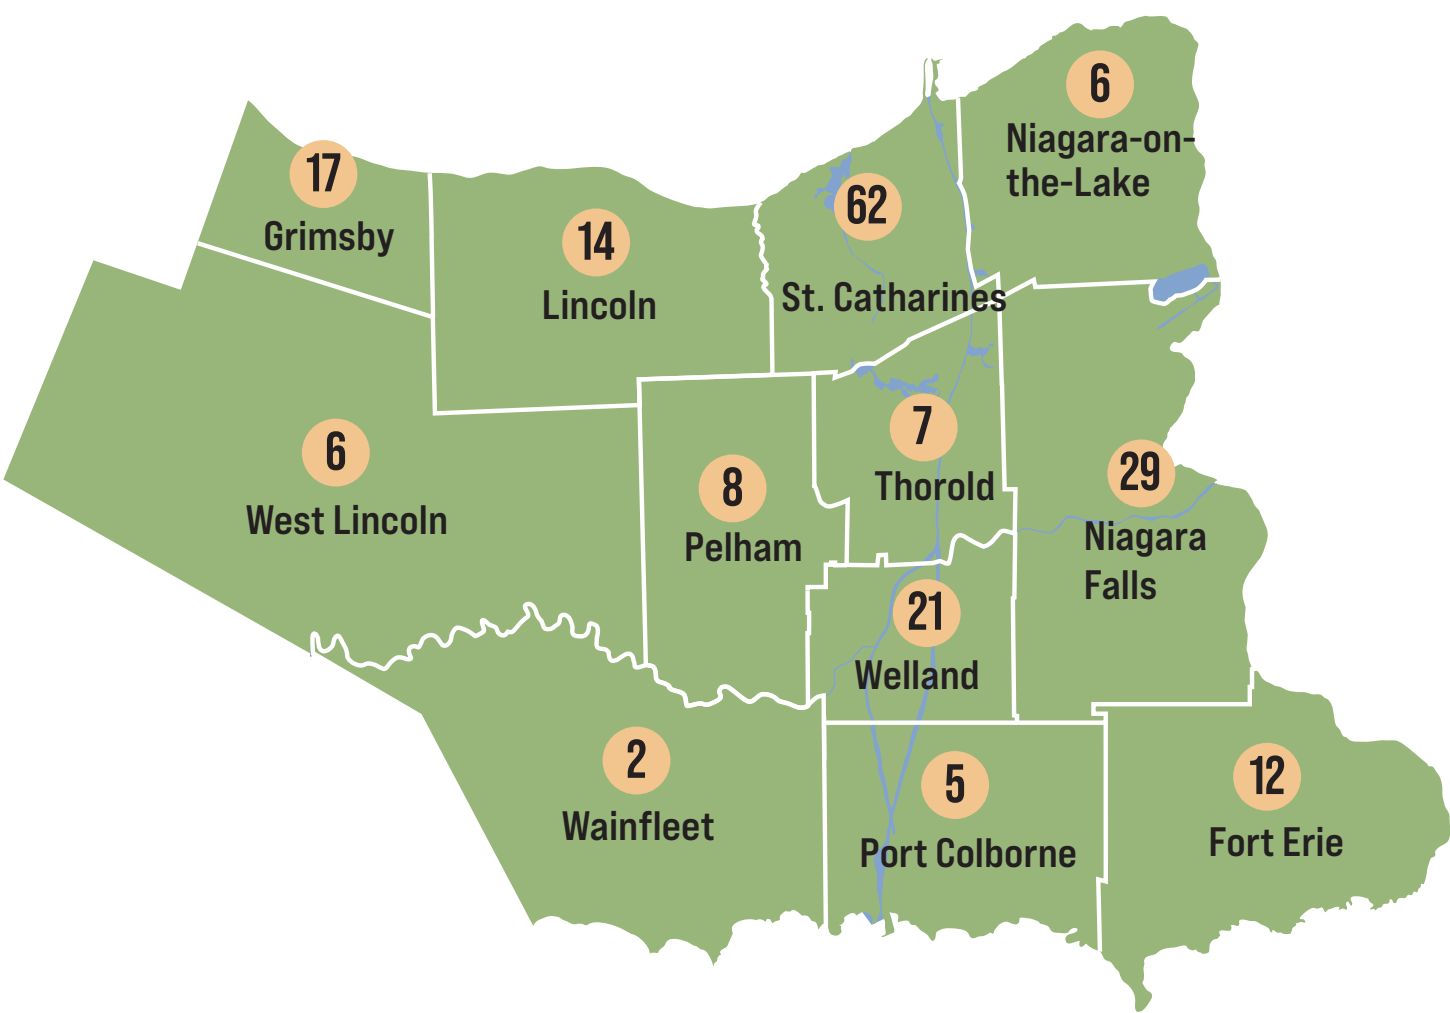 6
Niagara-on-
the-Lake
17
Grimsby
14
Lincoln
62
St. Catharines
6
West Lincoln
8
Pelham
7
Thorold
29
Niagara
Falls
21
Welland
2
Wainfleet
5
Port Colborne
12
Fort Erie